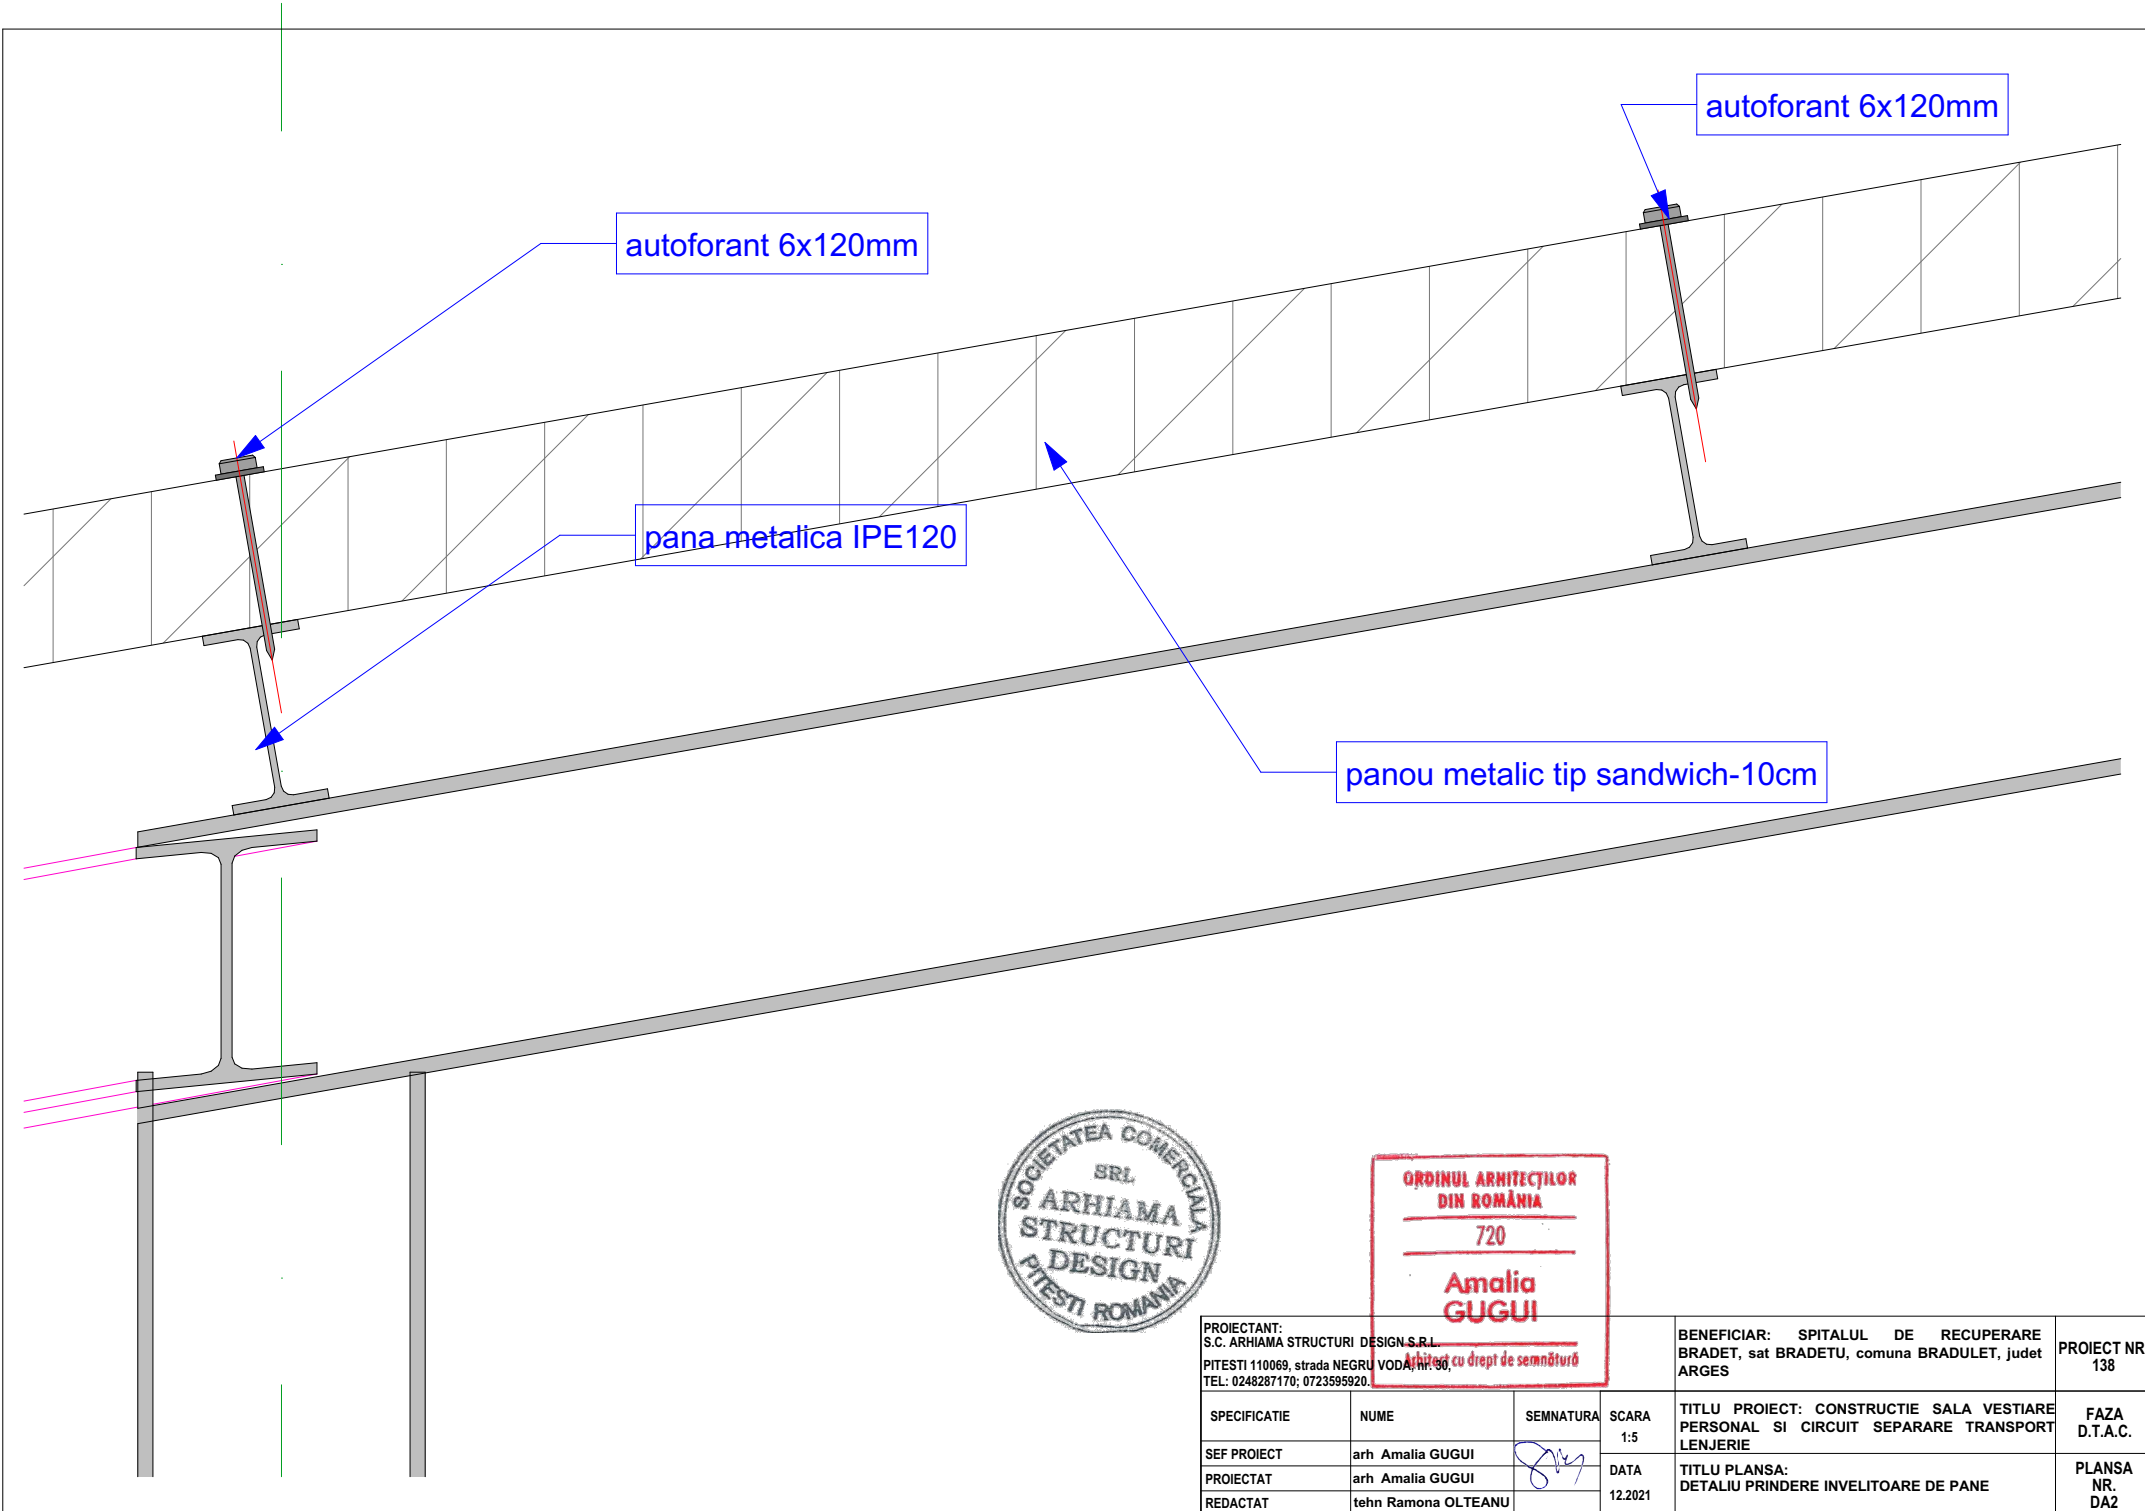 autoforant 6x120mm
autoforant 6x120mm
pana metalica IPE120
panou metalic tip sandwich-10cm
SOCIETATEA COMERCIALA
SRL
ARHIAMA
STRUCTURI
DESIGN
PITESTI ROMANIA
ORDINUL ARHITECȚILOR
DIN ROMÂNIA
720
Amalia
GUGUI
Arhitect cu drept de semnătură
PROIECTANT:
S.C. ARHIAMA STRUCTURI DESIGN S.R.L.
PITESTI 110069, strada NEGRU VODA, nr. 30,
TEL: 0248287170; 0723595920.
BENEFICIAR: SPITALUL DE RECUPERARE
BRADET, sat BRADETU, comuna BRADULET, judet
ARGES
PROIECT NR
138
SPECIFICATIE
NUME
SEMNATURA
SCARA
1:5
TITLU PROIECT: CONSTRUCTIE SALA VESTIARE
PERSONAL SI CIRCUIT SEPARARE TRANSPORT
LENJERIE
FAZA
D.T.A.C.
SEF PROIECT
arh Amalia GUGUI
PROIECTAT
arh Amalia GUGUI
REDACTAT
tehn Ramona OLTEANU
DATA
12.2021
TITLU PLANSA:
DETALIU PRINDERE INVELITOARE DE PANE
PLANSA
NR.
DA2